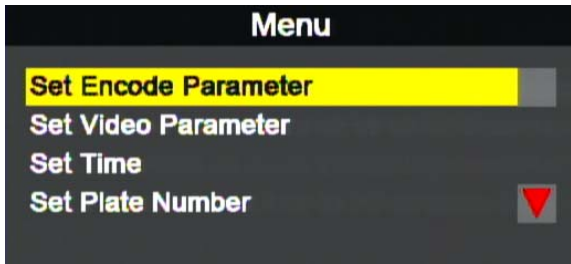 Menu
Set Encode Parameter
Set Video Parameter
Set Time
Set Plate Number